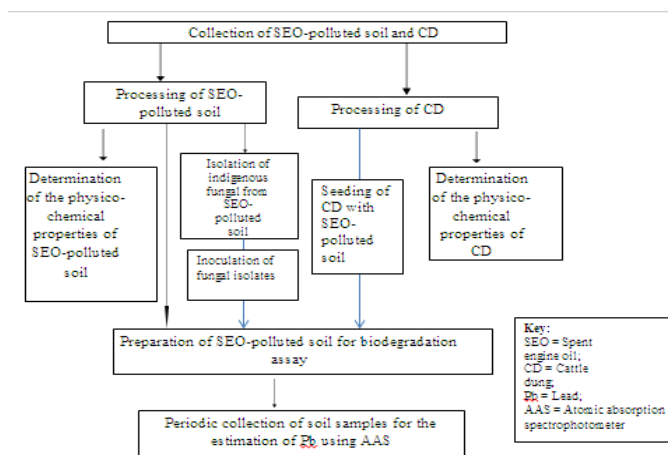 Collection of SEO-polluted soil and CD
Processing of SEO-
polluted soil
Processing of CD
Determination
of the physico-
chemical
properties of
SEO-polluted
soil
Isolation of
indigenous
fungal from
SEO-
polluted
soil
Inoculation of
fungal isolates
Seeding of
CD with
SEO-
polluted
soil
Determination
of the physico-
chemical
properties of
CD
Preparation of SEO-polluted soil for biodegradation
assay
Periodic collection of soil samples for the
estimation of Pb using AAS
Key:
SEO = Spent
engine oil;
CD = Cattle
dung;
Pb = Lead;
AAS = Atomic absorption
spectrophotometer